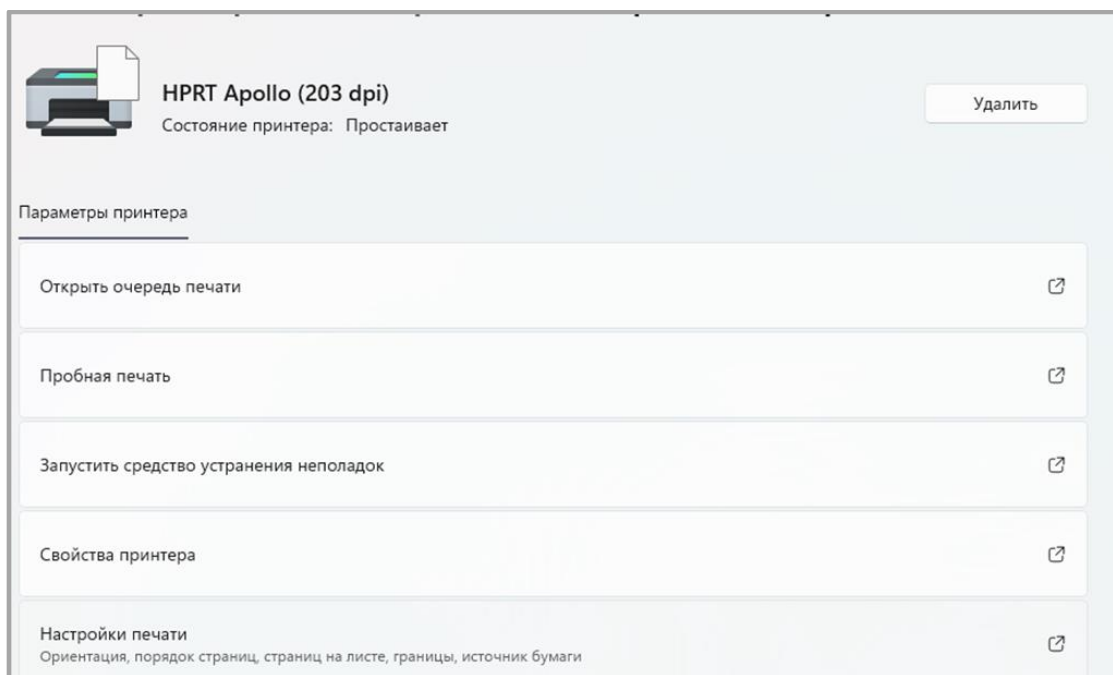 HPRT Apollo (203 dpi)
Состояние принтера: Простаивает
Удалить
Параметры принтера
Открыть очередь печати
Пробная печать
Запустить средство устранения неполадок
Свойства принтера
Настройки печати
Ориентация, порядок страниц, страниц на листе, границы, источник бумаги